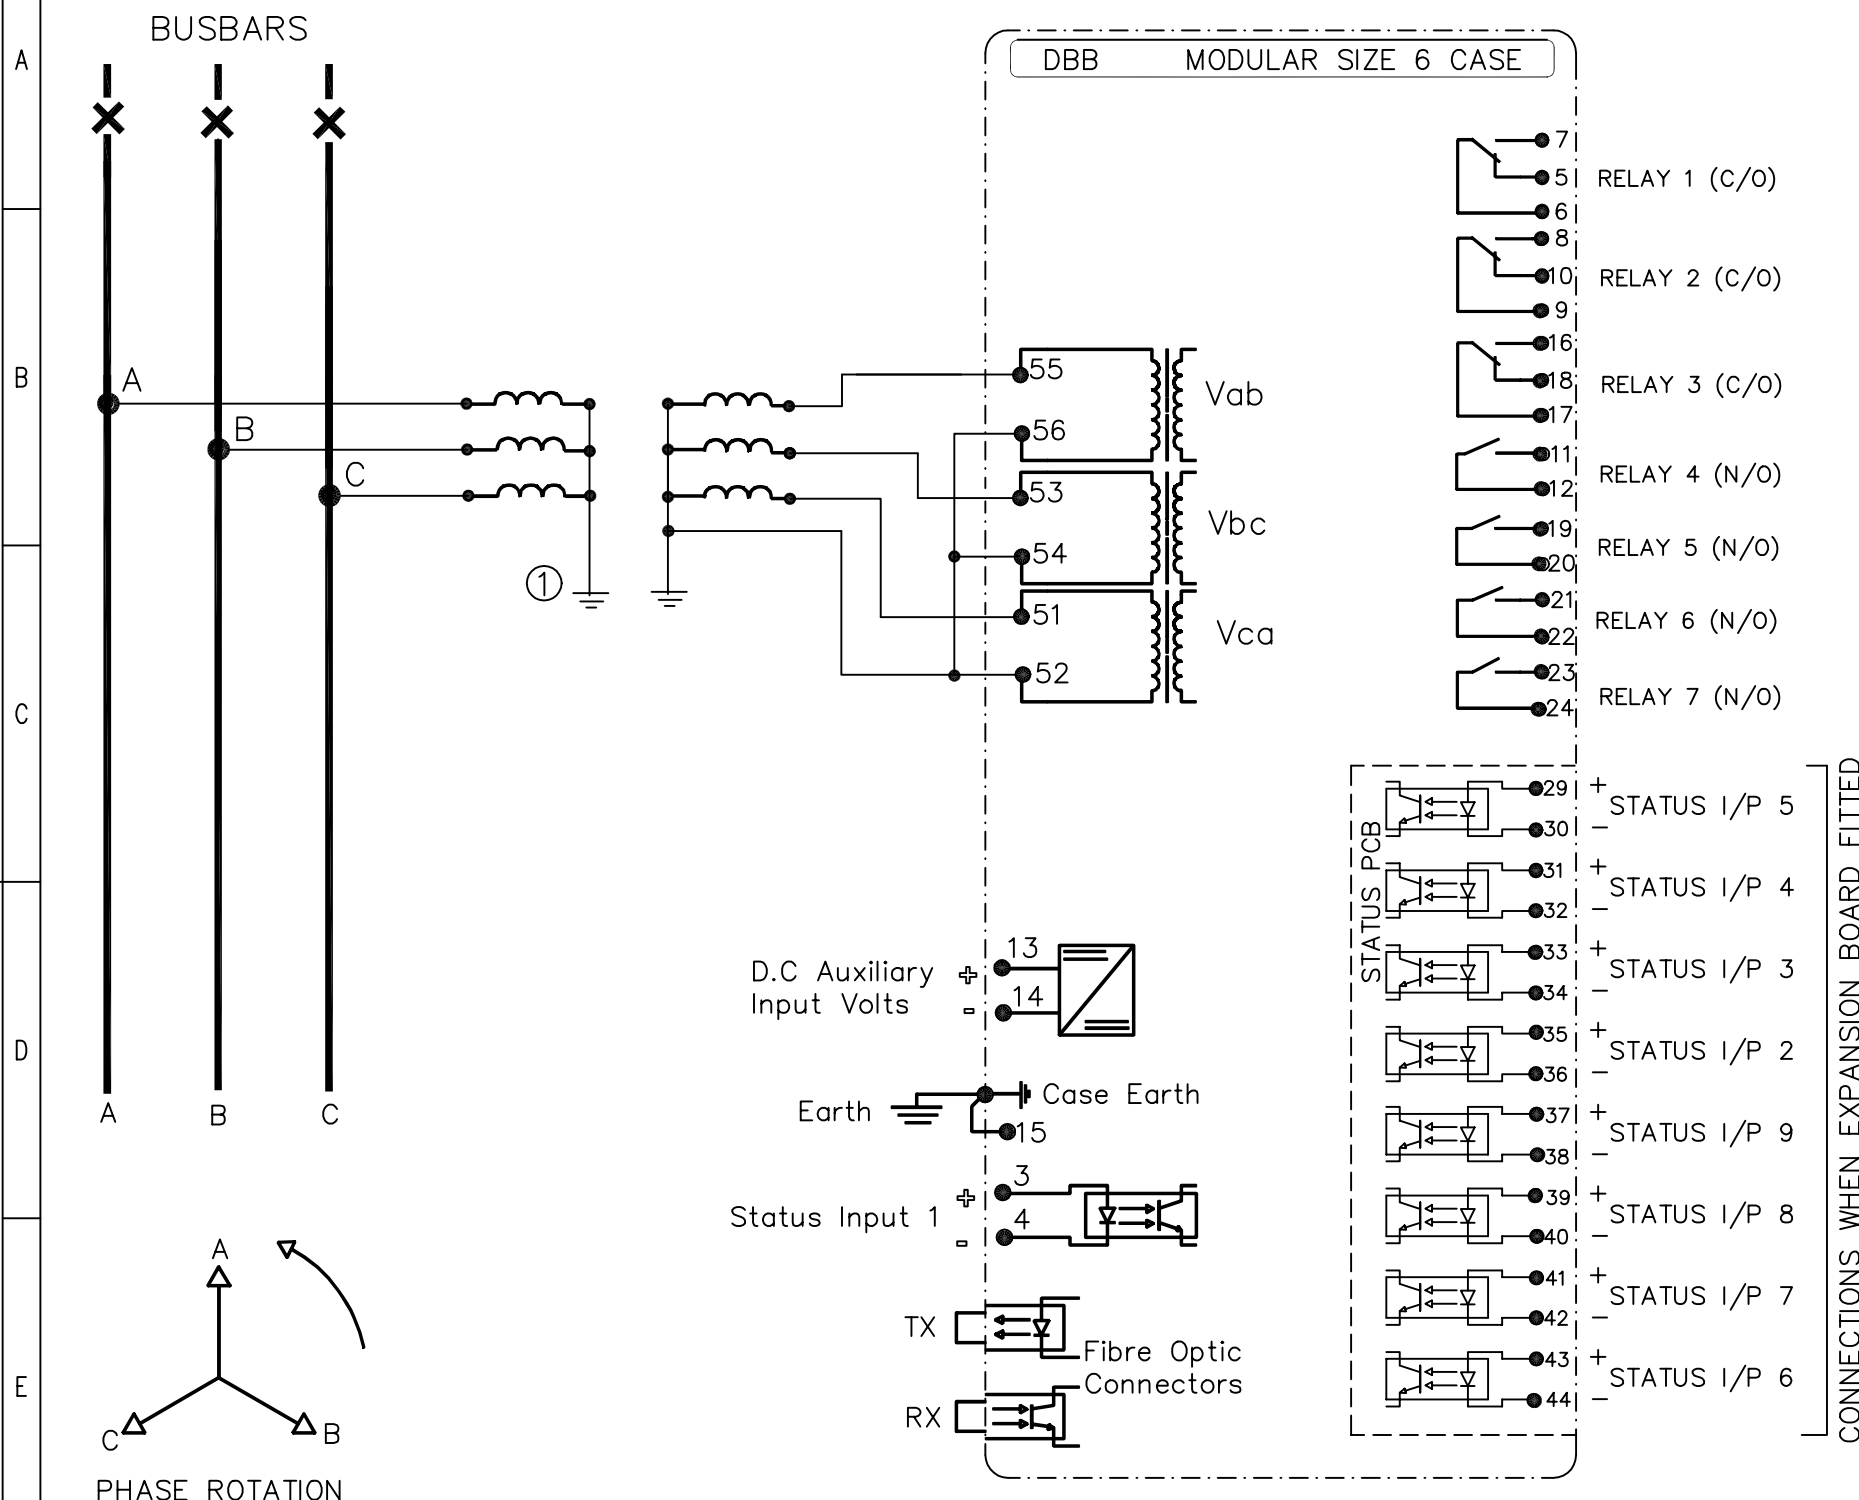 BUSBARS
DBB MODULAR SIZE 6 CASE
A
B
C
D
E
A
B
C
1
55
56
Vab
53
54
Vbc
51
52
Vca
7
5
6
RELAY 1 (C/O)
8
10
9
RELAY 2 (C/O)
16
18
17
RELAY 3 (C/O)
11
12
RELAY 4 (N/O)
19
20
RELAY 5 (N/O)
21
22
RELAY 6 (N/O)
23
24
RELAY 7 (N/O)
STATUS PCB
29 +
STATUS I/P 5
30 –
31 +
STATUS I/P 4
32 –
33 +
STATUS I/P 3
34 –
35 +
STATUS I/P 2
36 –
37 +
STATUS I/P 9
38 –
39 +
STATUS I/P 8
40 –
41 +
STATUS I/P 7
42 –
43 +
STATUS I/P 6
44 –
CONNECTIONS WHEN EXPANSION BOARD FITTED
D.C Auxiliary
Input Volts
+ 13
- 14
Earth
Case Earth
15
Status Input 1
+ 3
- 4
TX
RX
Fibre Optic
Connectors
A
B
C
A
B
C
PHASE ROTATION